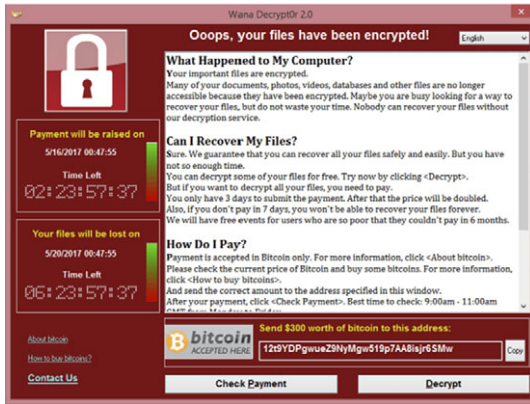 Wana Decrypt0r 2.0
Ooops, your files have been encrypted!
English
Payment will be raised on
5/16/2017 00:47:55
Time Left
02:23:57:37
Your files will be lost on
5/20/2017 00:47:55
Time Left
06:23:57:37
About bitcoin
How to buy bitcoins?
Contact Us
What Happened to My Computer?
Your important files are encrypted.
Many of your documents, photos, videos, databases and other files are no longer
accessible because they have been encrypted. Maybe you are busy looking for a way to
recover your files, but do not waste your time. Nobody can recover your files without
our decryption service.
Can I Recover My Files?
Sure. We guarantee that you can recover all your files safely and easily. But you have
not so enough time.
You can decrypt some of your files for free. Try now by clicking <Decrypt>.
But if you want to decrypt all your files, you need to pay.
You only have 3 days to submit the payment. After that the price will be doubled.
Also, if you don't pay in 7 days, you won't be able to recover your files forever.
We will have free events for users who are so poor that they couldn't pay in 6 months.
How Do I Pay?
Payment is accepted in Bitcoin only. For more information, click <About bitcoin>.
Please check the current price of Bitcoin and buy some bitcoins. For more information,
click <How to buy bitcoins>.
And send the correct amount to the address specified in this window.
After your payment, click <Check Payment>. Best time to check: 9:00am - 11:00am
GMT from Monday to Friday
bitcoin
ACCEPTED HERE
Send $300 worth of bitcoin to this address:
12t9YDPgwueZ9NyMgw519p7AA8isjr6SMw
Copy
Check Payment
Decrypt